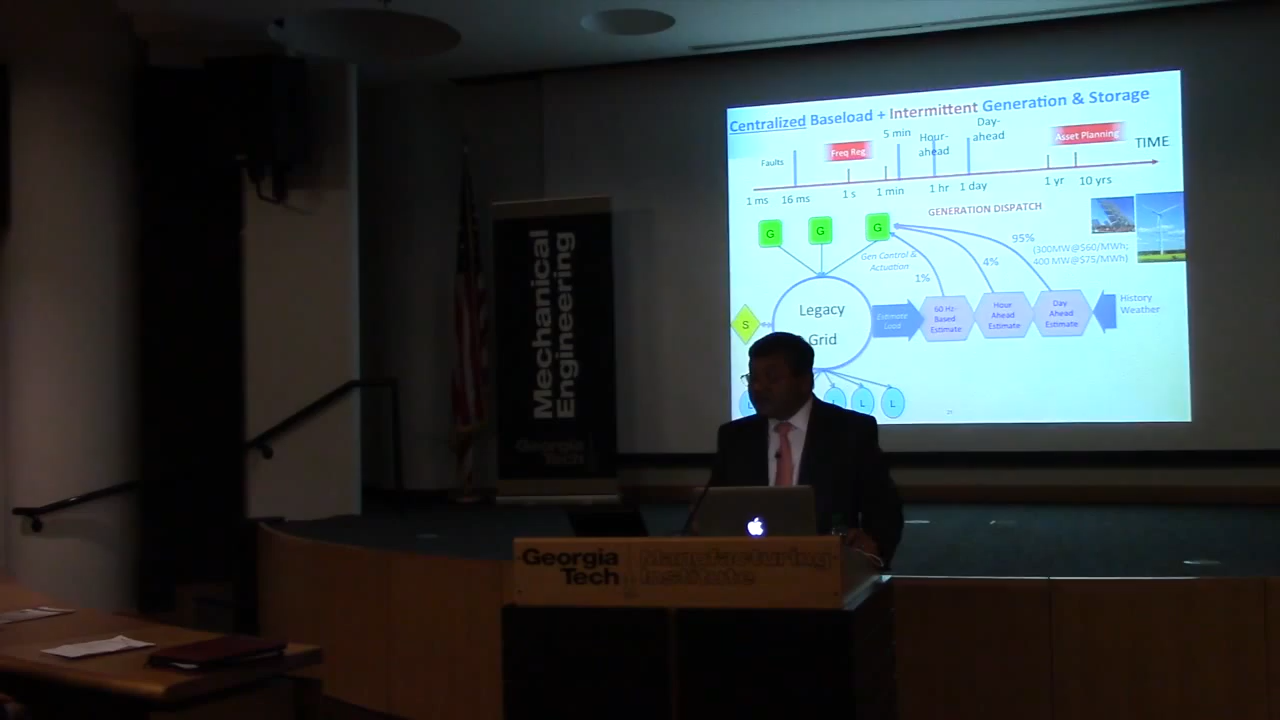 Centralized Baseload + Intermittent Generation & Storage
Faults
Freq Reg
5 min
Hour-
ahead
Day-
ahead
Asset Planning
TIME
1 ms
16 ms
1 s
1 min
1 hr
1 day
1 yr
10 yrs
GENERATION DISPATCH
G
G
G
Gen Control &
Actuation
1%
4%
95%
(300MW@$60/MWh;
400 MW@$75/MWh)
Legacy
Grid
S
Estimate
Load
60 Hz-
Based
Estimate
Hour
Ahead
Estimate
Day
Ahead
Estimate
History
Weather
L
L
L
L
Mechanical
Engineering
Georgia
Tech
Georgia
Tech
Manufacturing
Institute